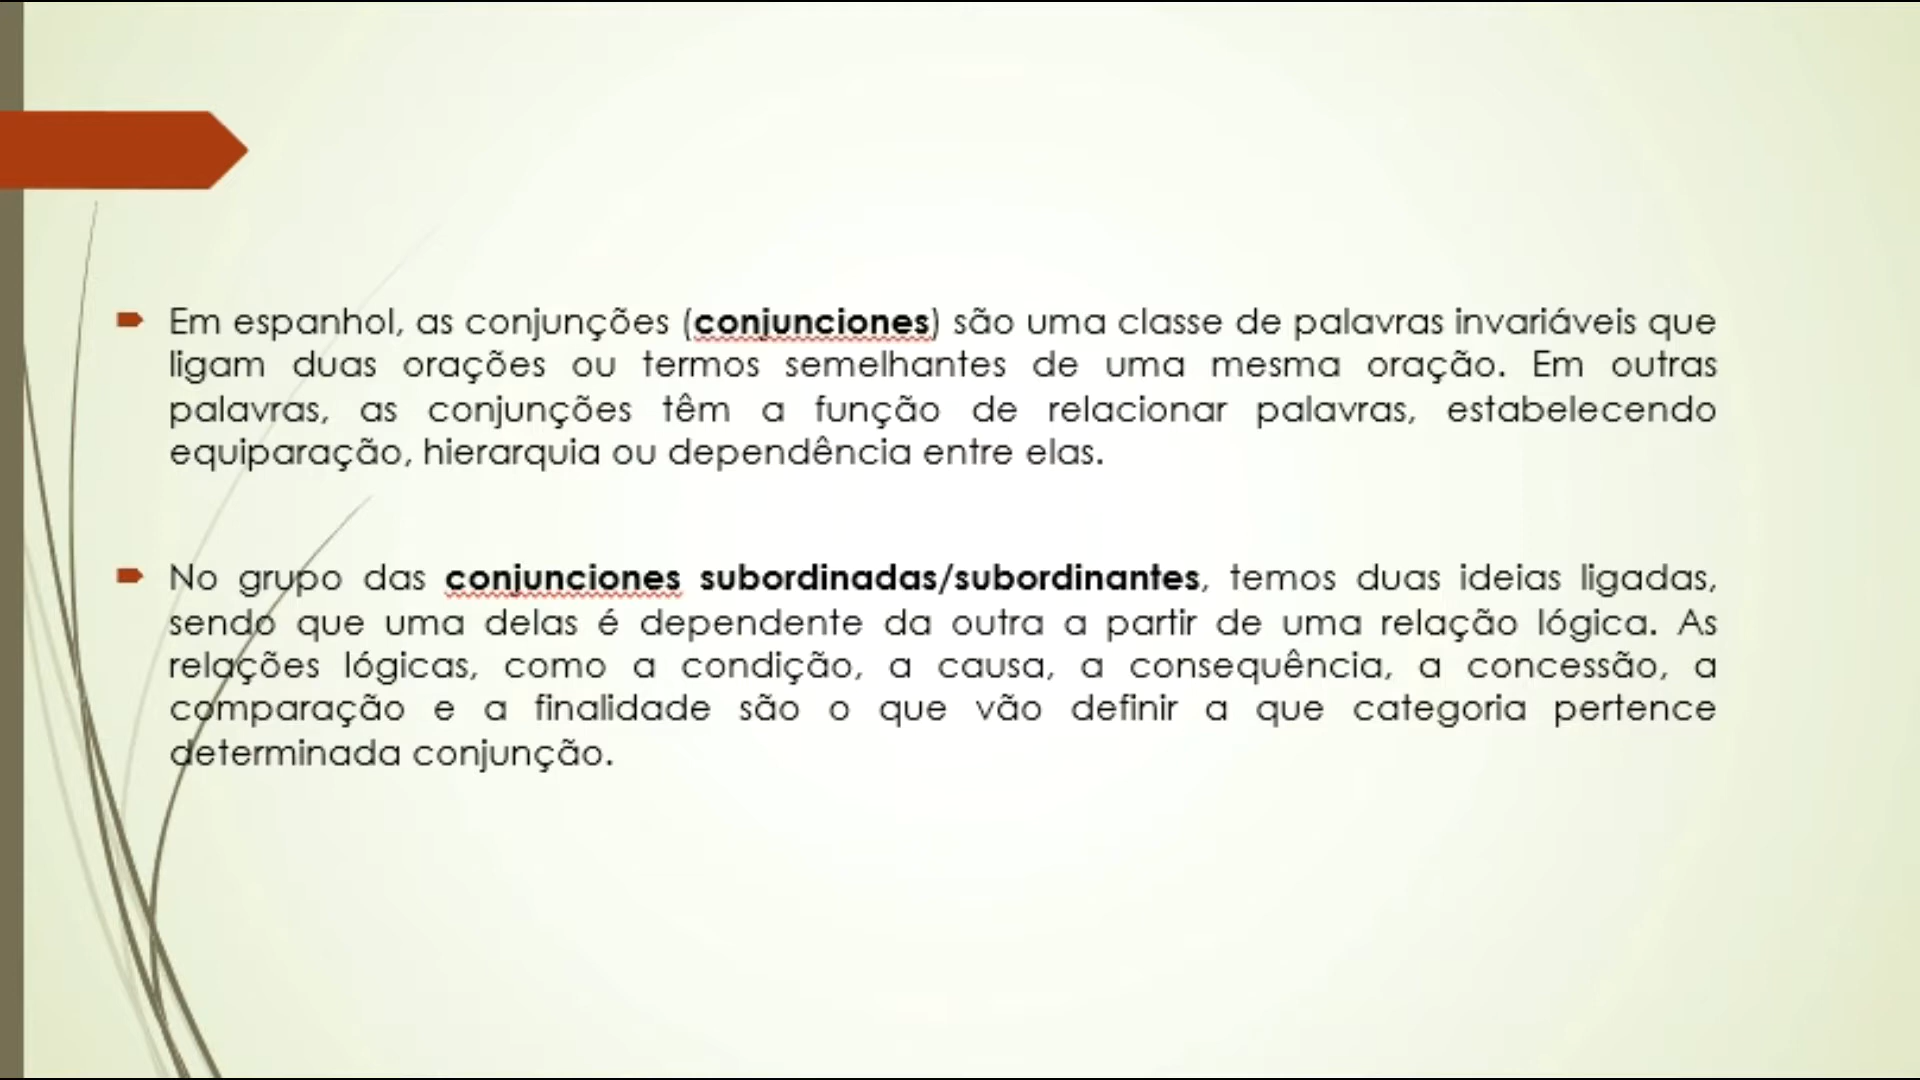 Em espanhol, as conjunções (conjunciones) são uma classe de palavras invariáveis que
ligam duas orações ou termos semelhantes de uma mesma oração. Em outras
palavras, as conjunções têm a função de relacionar palavras, estabelecendo
equiparação, hierarquia ou dependência entre elas.
No grupo das conjunciones subordinadas/subordinantes, temos duas ideias ligadas,
sendo que uma delas é dependente da outra a partir de uma relação lógica. As
relações lógicas, como a condição, a causa, a consequência, a concessão, a
comparação e a finalidade são o que vão definir a que categoria pertence
determinada conjunção.